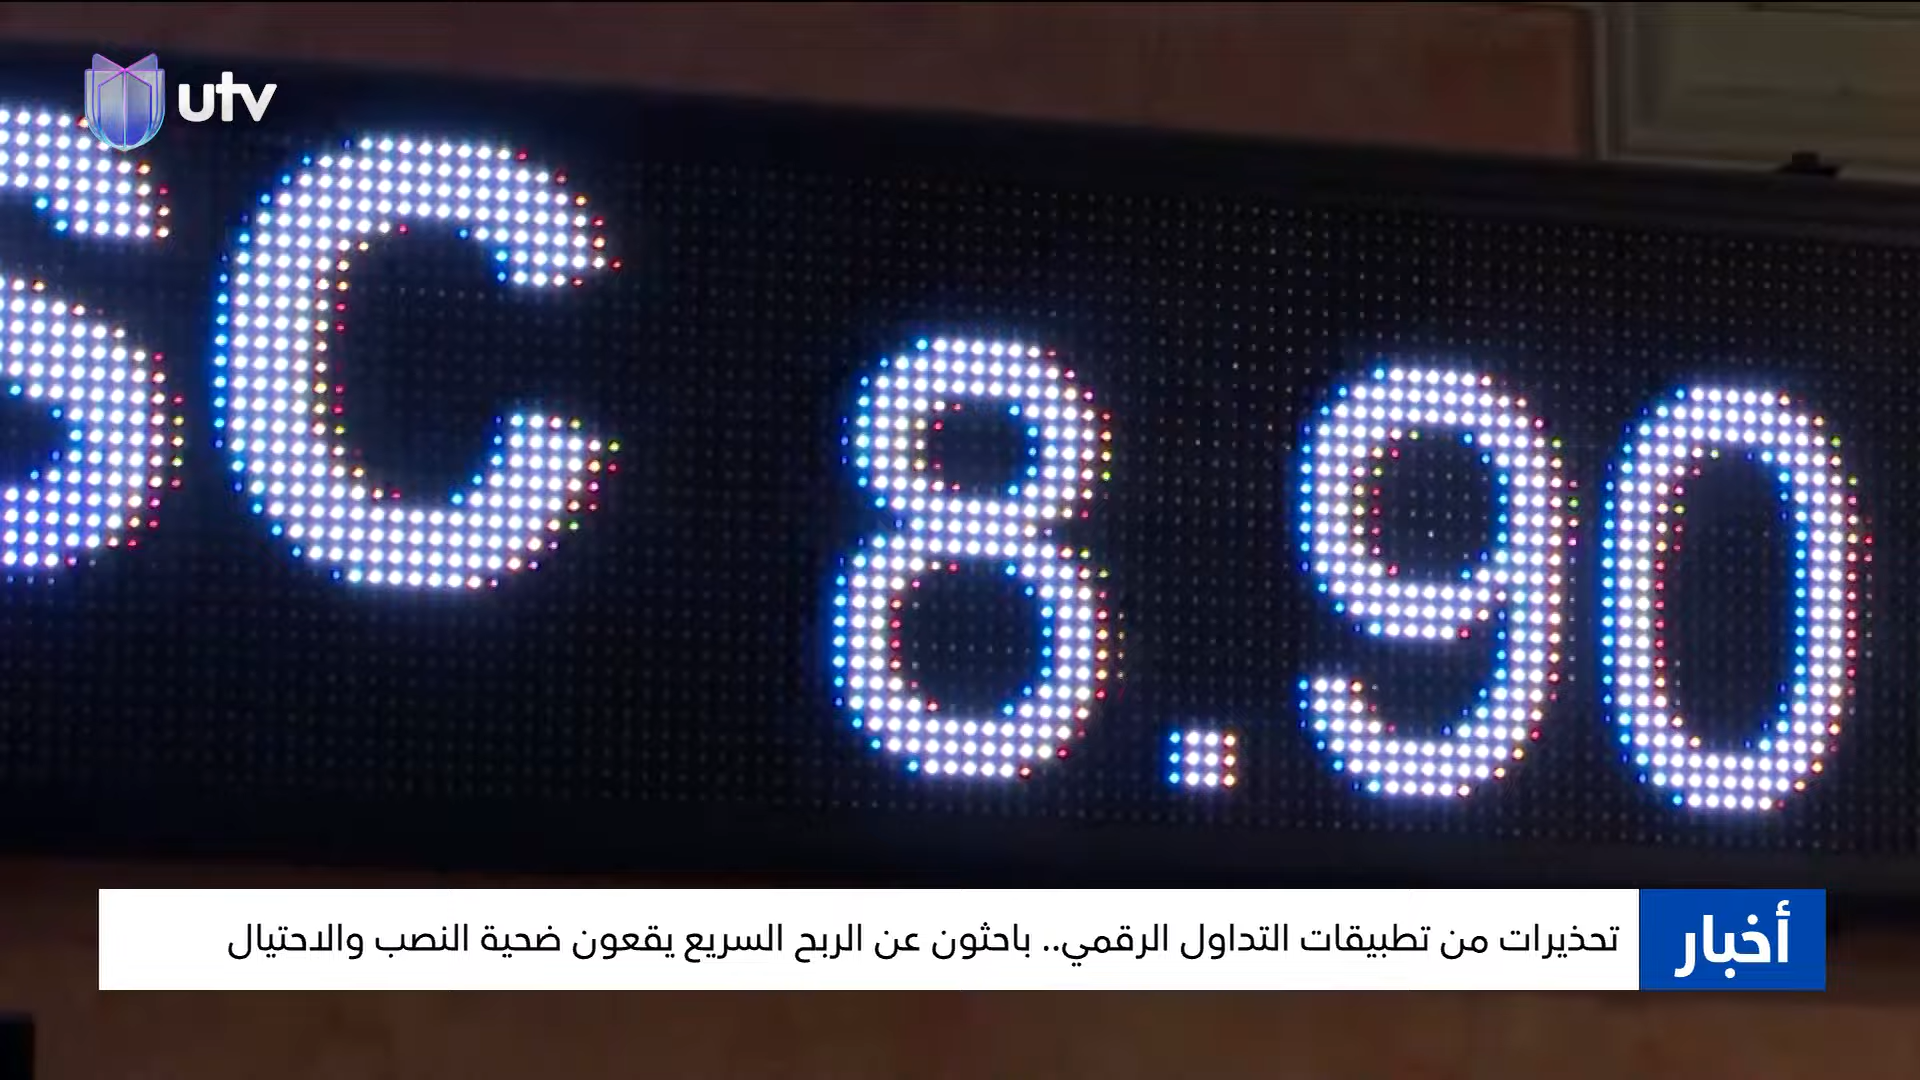 utv
SC 8.90
أخبار
تحذيرات من تطبيقات التداول الرقمي.. باحثون عن الربح السريع يقعون ضحية النصب والاحتيال